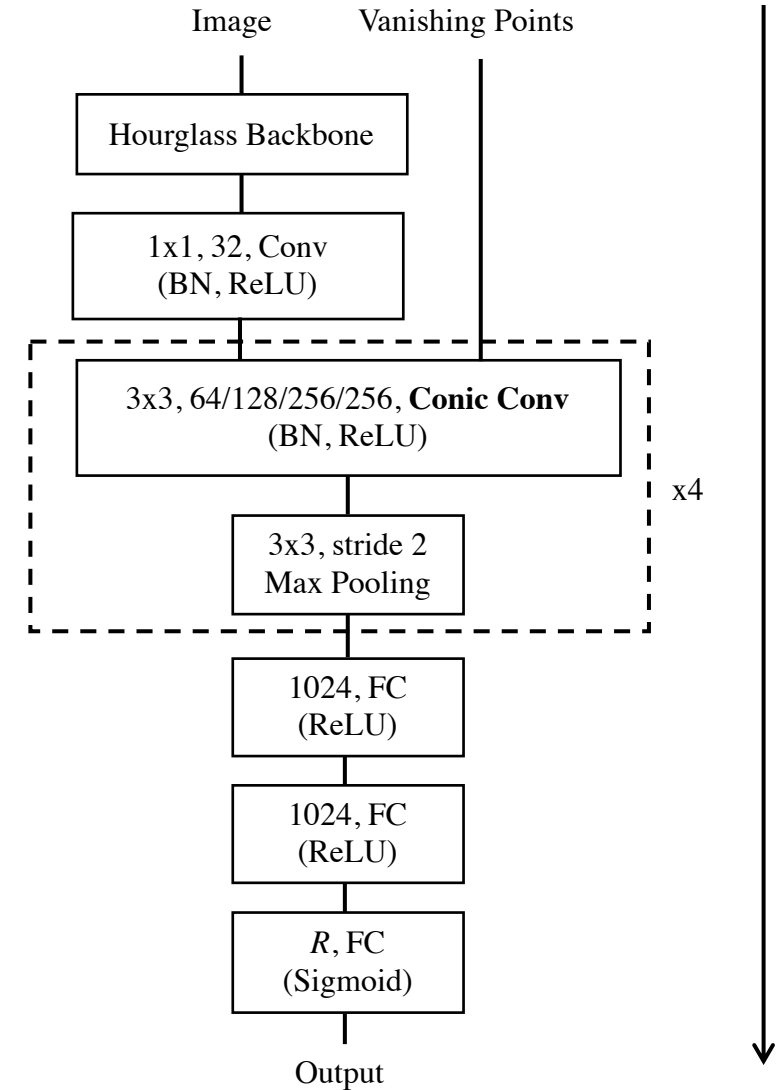 Image
Vanishing Points
Hourglass Backbone
1x1, 32, Conv
(BN, ReLU)
3x3, 64/128/256/256, Conic Conv
(BN, ReLU)
x4
3x3, stride 2
Max Pooling
1024, FC
(ReLU)
1024, FC
(ReLU)
R, FC
(Sigmoid)
Output